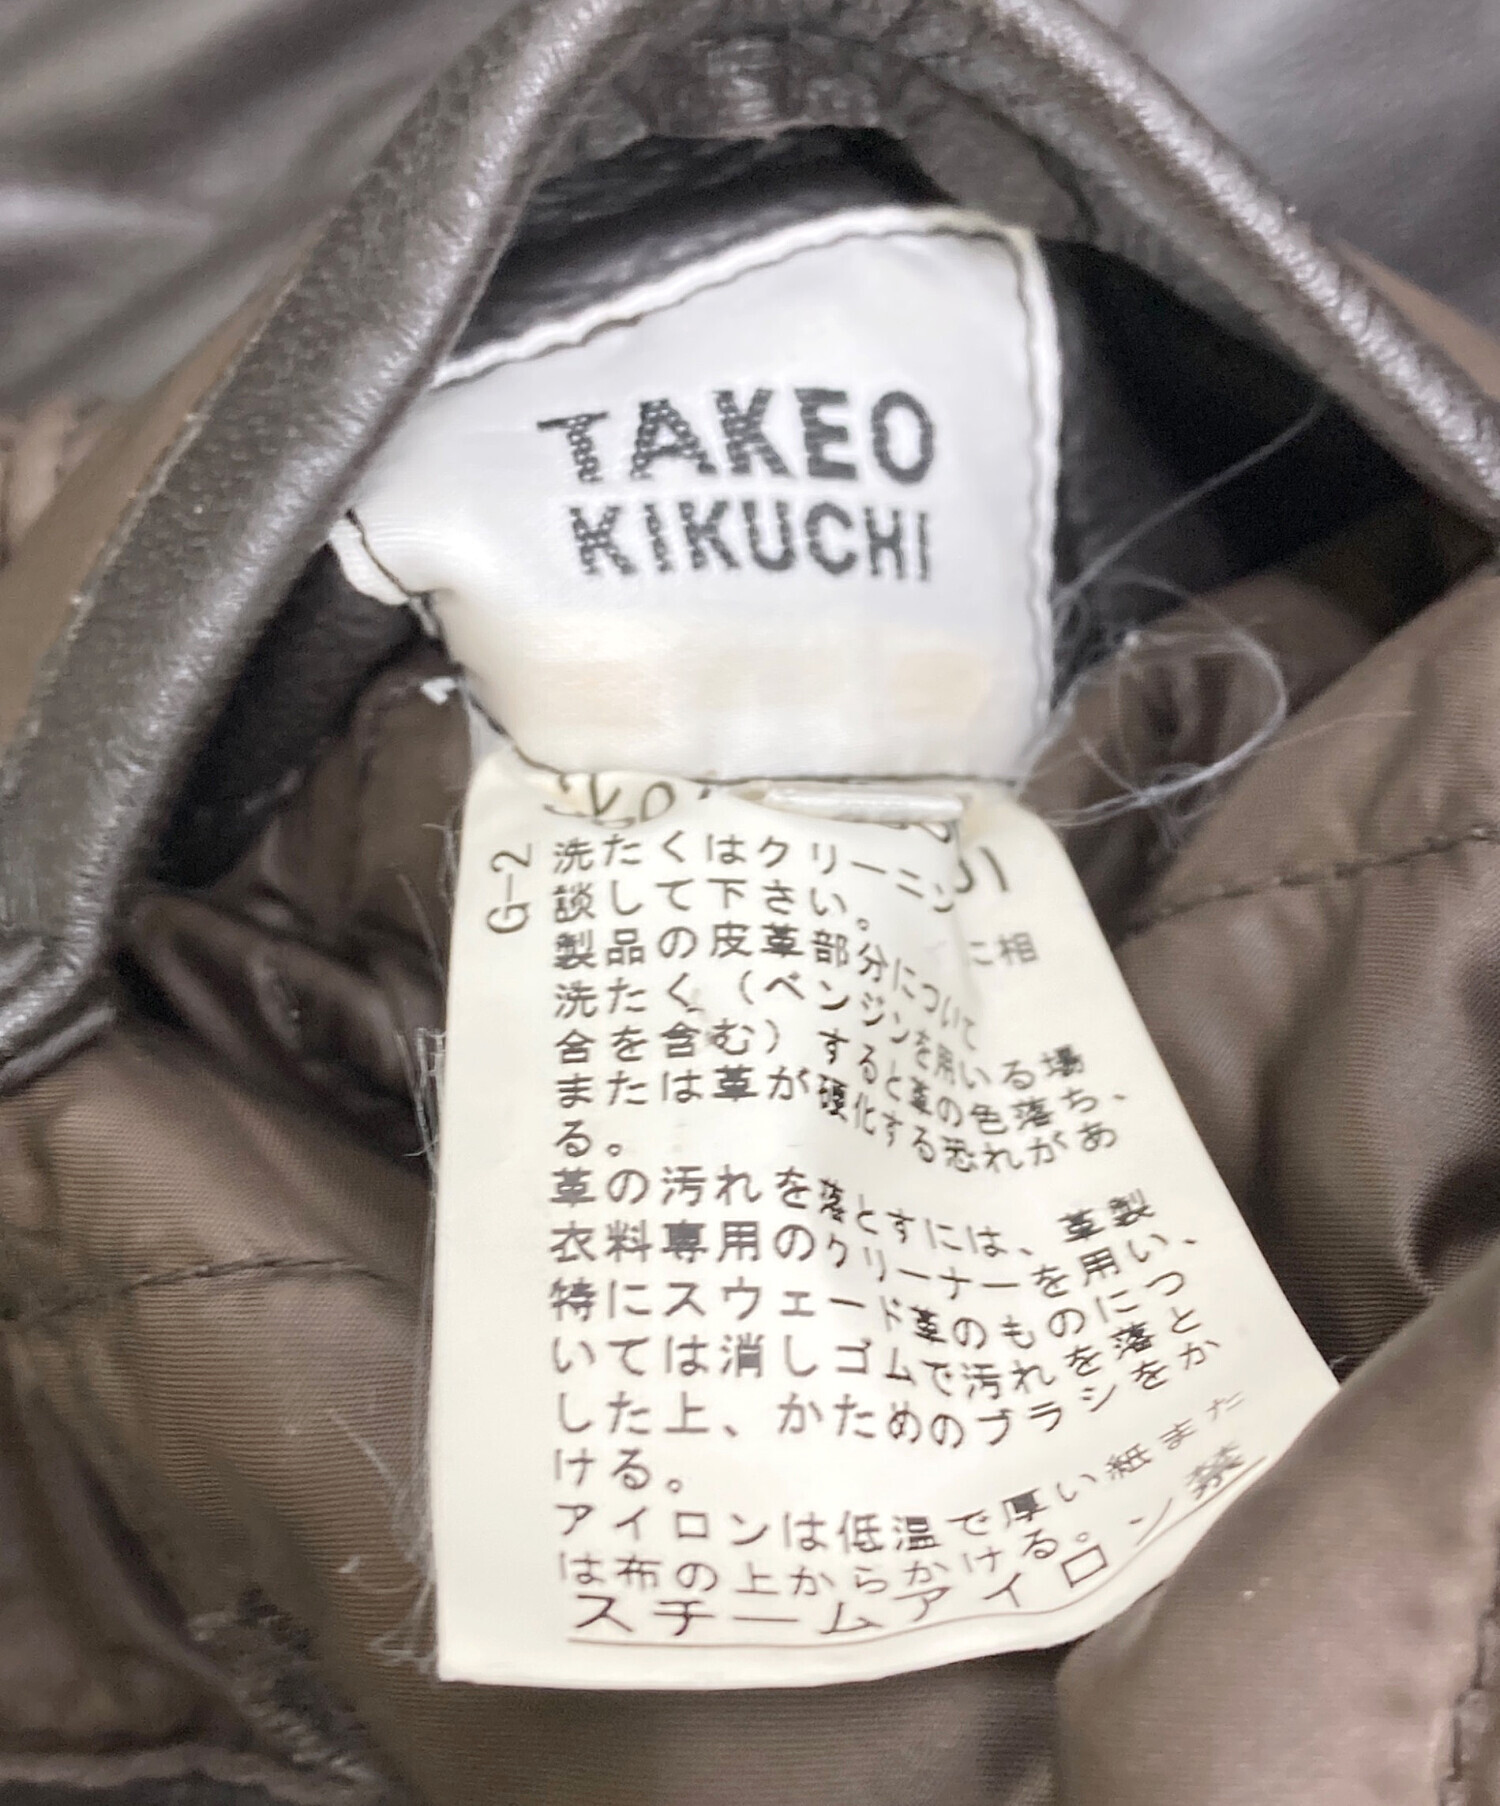 TAKEO
KIKUCHI
G-2
洗たくはクリーニン
に相
談して下さい。
製品の皮革部分について
洗たく（ベンジンを用いる場
合を含む）すると革の色落ち、
または革が硬化する恐れがあ
る。
革の汚れを落とすには、革製
衣料専用のクリーナーを用い、
特にスウェード革のものにつ
いては消しゴムで汚れを落と
した上、かためのブラシをか
ける。
アイロンは低温で厚い紙また
は布の上からかける。
スチームアイロン禁